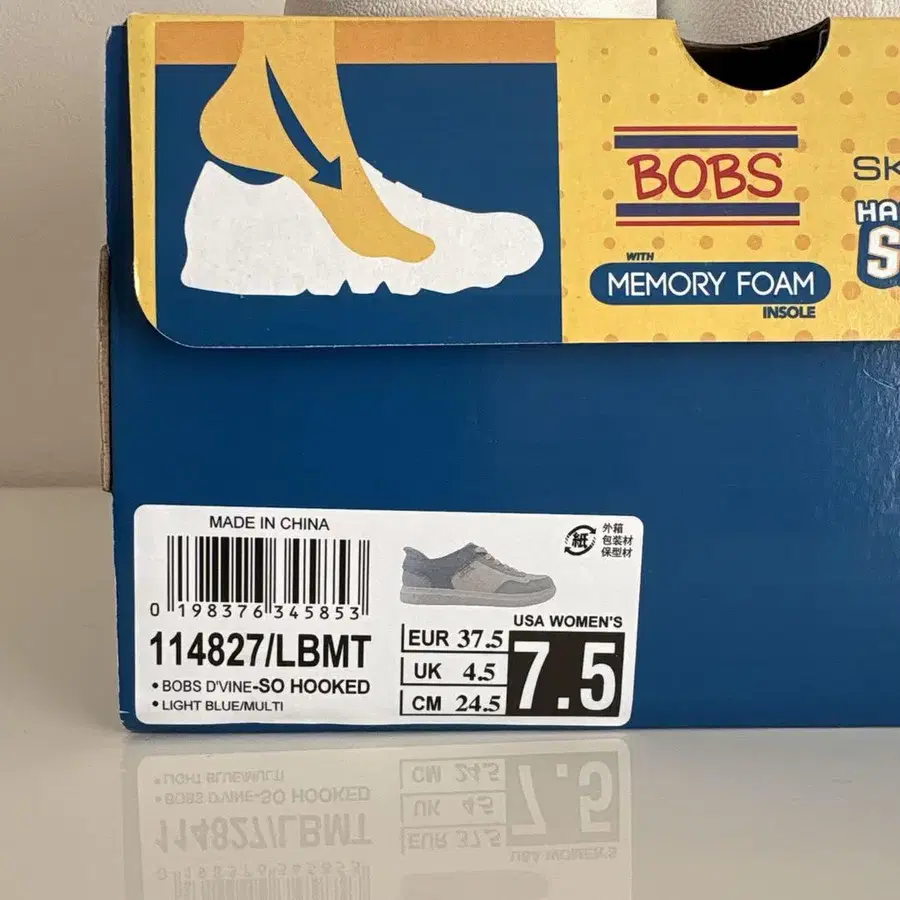 BOBS
WITH
MEMORY FOAM
INSOLE
MADE IN CHINA
0 198376 345853
114827/LBMT
• BOBS D'VINE-SO HOOKED
• LIGHT BLUE/MULTI
紙
外箱
包装材
保型材
USA WOMEN'S
7.5
EUR 37.5
UK 4.5
CM 24.5